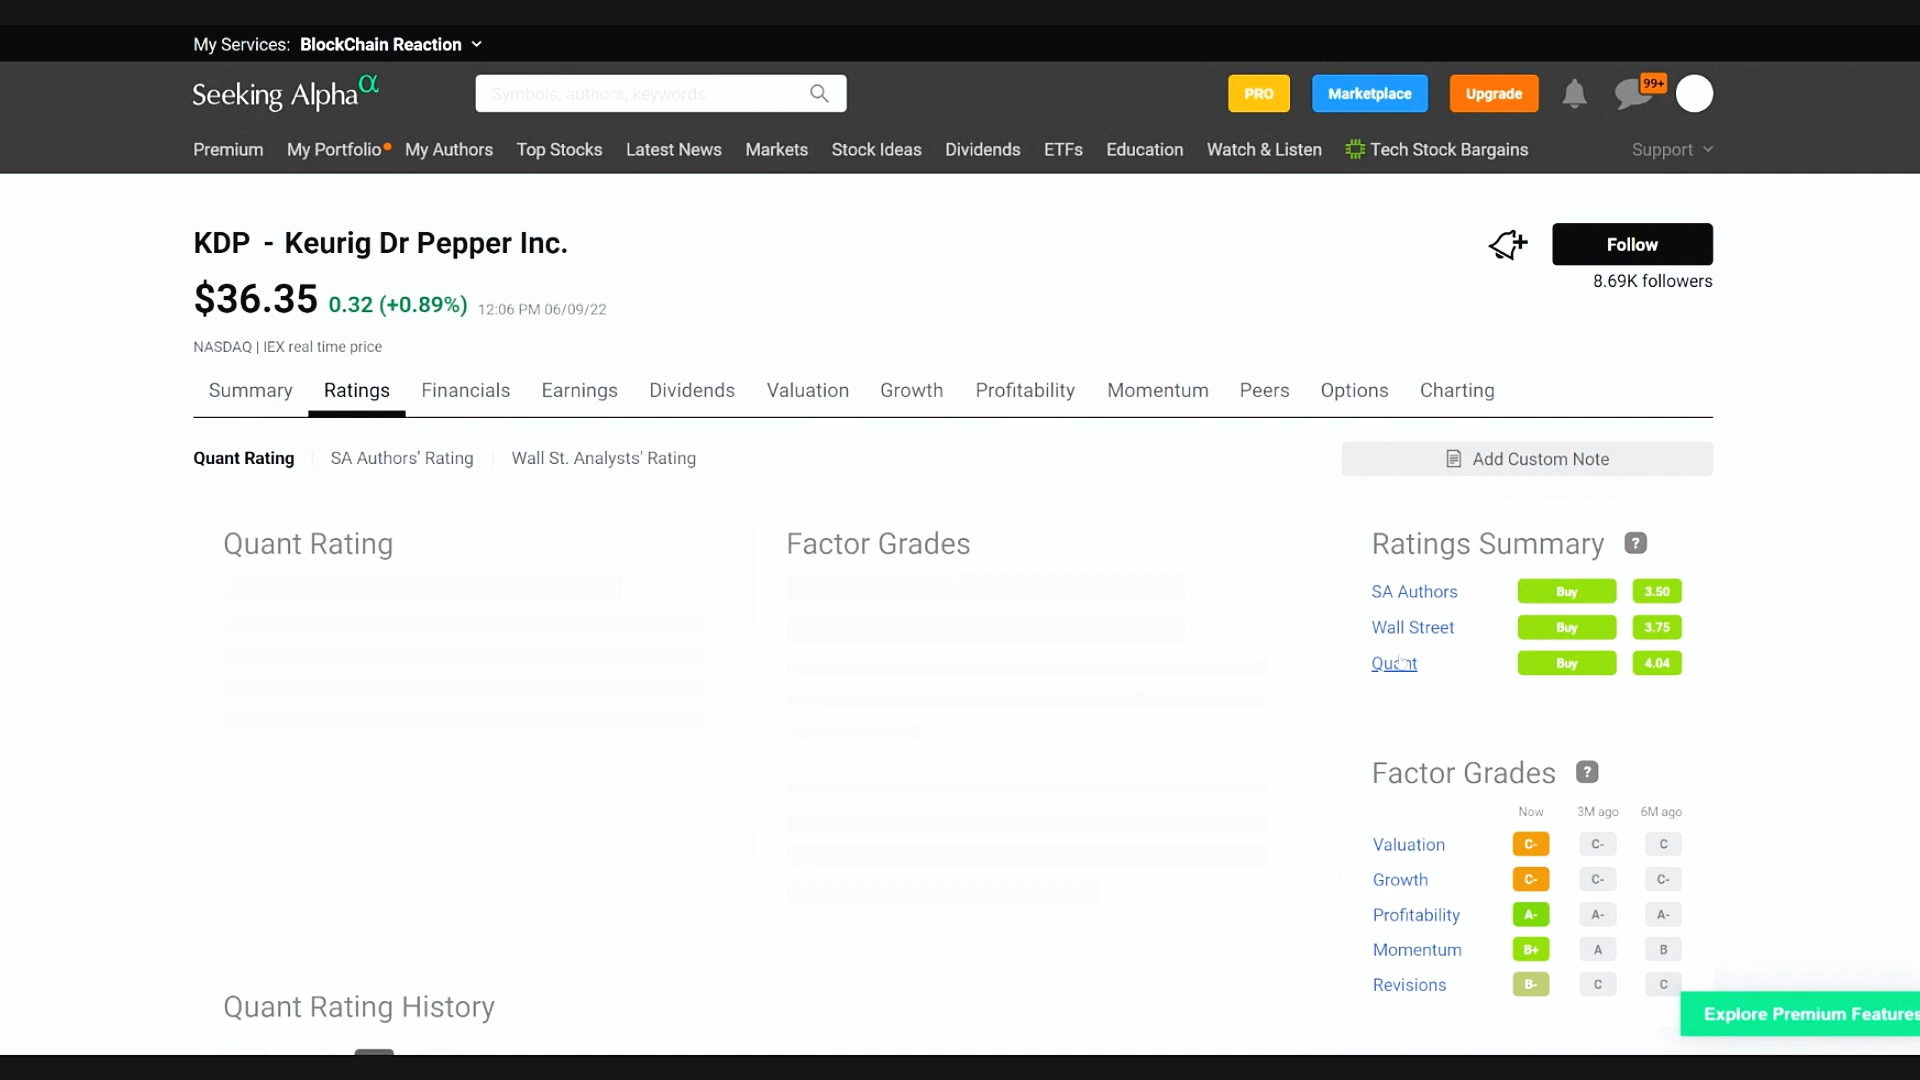 My Services: BlockChain Reaction
Seeking Alpha α
Symbols, authors, keywords
PRO
Marketplace
Upgrade
99+
Premium My Portfolio My Authors Top Stocks Latest News Markets Stock Ideas Dividends ETFs Education Watch & Listen Tech Stock Bargains Support
KDP - Keurig Dr Pepper Inc.
Follow
8.69K followers
$36.35 0.32 (+0.89%) 12:06 PM 06/09/22
NASDAQ | IEX real time price
Summary Ratings Financials Earnings Dividends Valuation Growth Profitability Momentum Peers Options Charting
Quant Rating SA Authors' Rating Wall St. Analysts' Rating
Add Custom Note
Quant Rating
Factor Grades
Ratings Summary ?
SA Authors Buy 3.50
Wall Street Buy 3.75
Quant Buy 4.04
Factor Grades ?
Now 3M ago 6M ago
Valuation C- C- C
Growth C- C- C-
Profitability A- A- A-
Momentum B+ A B
Revisions B- C C
Quant Rating History
Explore Premium Features